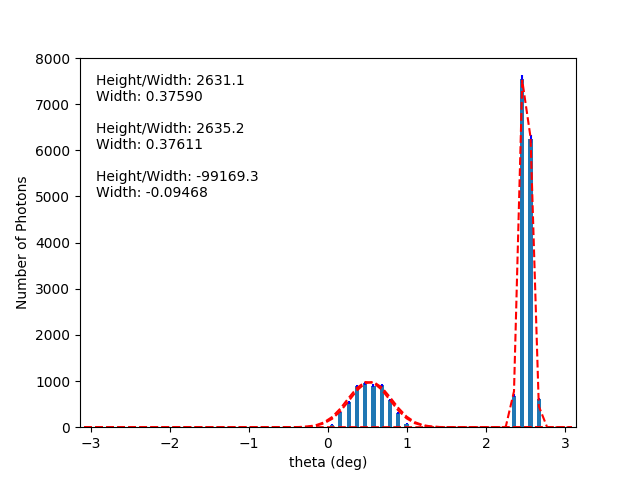 8000
7000
6000
5000
4000
3000
2000
1000
0
Number of Photons
Height/Width: 2631.1
Width: 0.37590
Height/Width: 2635.2
Width: 0.37611
Height/Width: -99169.3
Width: -0.09468
−3 −2 −1 0 1 2 3
theta (deg)